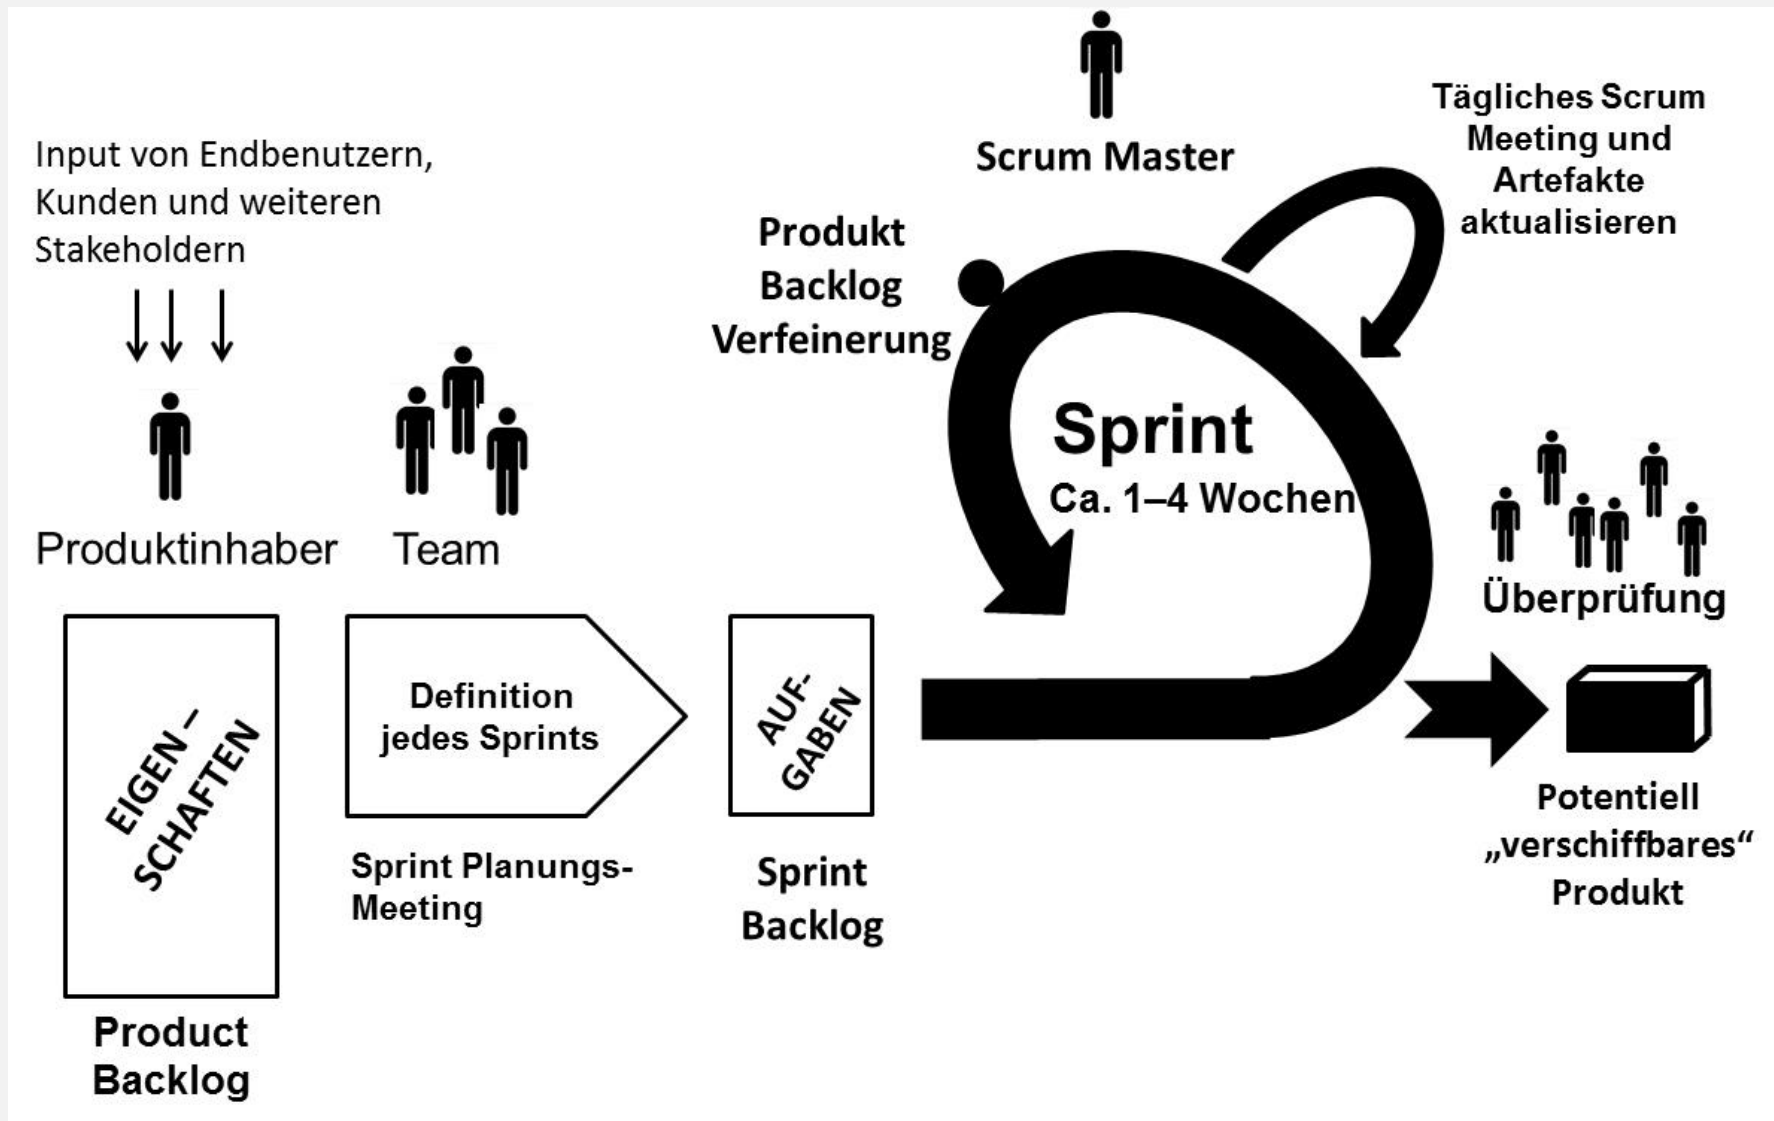 Scrum Master
Tägliches Scrum
Meeting und
Artefakte
aktualisieren
Input von Endbenutzern,
Kunden und weiteren
Stakeholdern
Produkt
Backlog
Verfeinerung
Sprint
Ca. 1–4 Wochen
Produktinhaber
Team
Überprüfung
EIGEN –
SCHAFTEN
Definition
jedes Sprints
AUF-
GABEN
Potentiell
„verschiffbares“
Produkt
Sprint Planungs-
Meeting
Sprint
Backlog
Product
Backlog